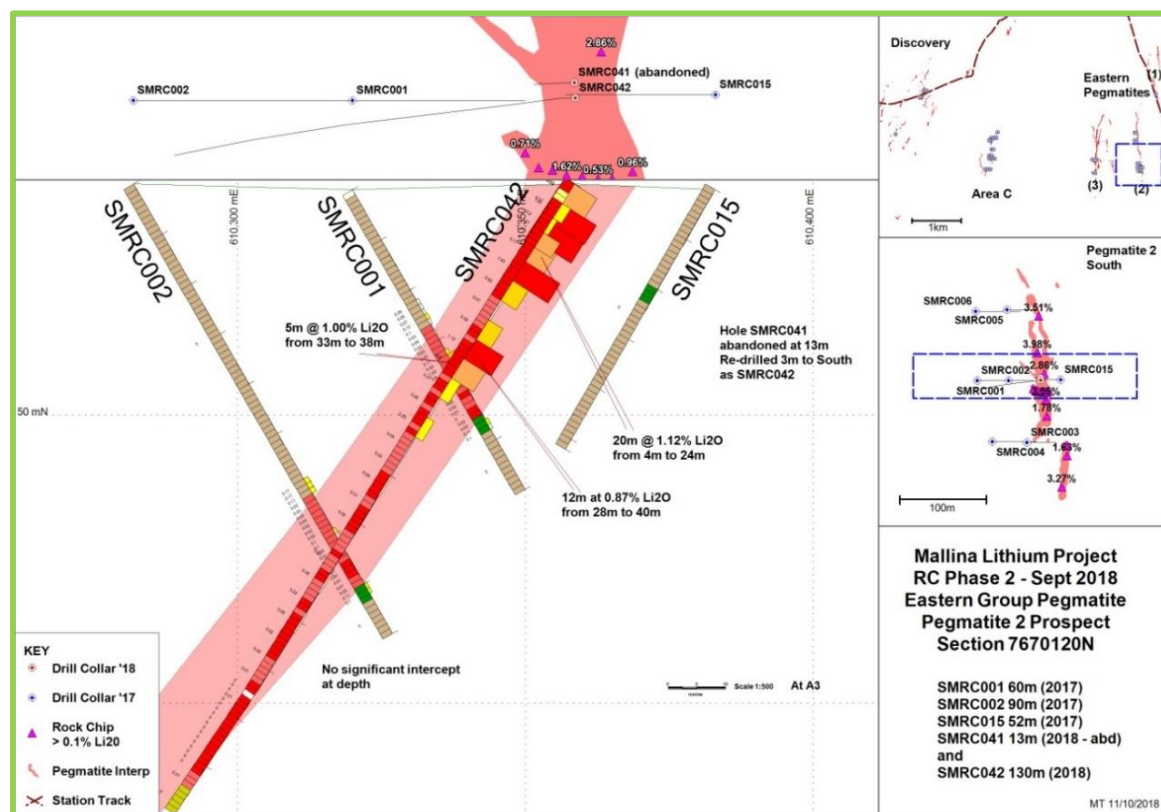 2.86%
SMRC041 (abandoned)
SMRC002
SMRC001
SMRC042
SMRC015
0.71%
1.62%
0.53%
0.96%
SMRC002
SMRC001
SMRC042
SMRC015
610,300 mE
610,350 mE
610,400 mE
5m @ 1.00% Li2O
from 33m to 38m
Hole SMRC041
abandoned at 13m
Re-drilled 3m to South
as SMRC042
50 mN
20m @ 1.12% Li2O
from 4m to 24m
12m at 0.87% Li2O
from 28m to 40m
No significant intercept
at depth
Scale 1:500
At A3
KEY
Drill Collar '18
Drill Collar '17
Rock Chip
> 0.1% Li20
Pegmatite Interp
Station Track
Discovery
(1)
Eastern
Pegmatites
Area C
(3)
(2)
1km
Pegmatite 2
South
SMRC006
SMRC005
3.51%
3.98%
2.86%
SMRC002
SMRC015
SMRC001
1.78%
SMRC003
1.63%
SMRC004
3.27%
100m
Mallina Lithium Project
RC Phase 2 - Sept 2018
Eastern Group Pegmatite
Pegmatite 2 Prospect
Section 7670120N
SMRC001 60m (2017)
SMRC002 90m (2017)
SMRC015 52m (2017)
SMRC041 13m (2018 - abd)
and
SMRC042 130m (2018)
MT 11/10/2018